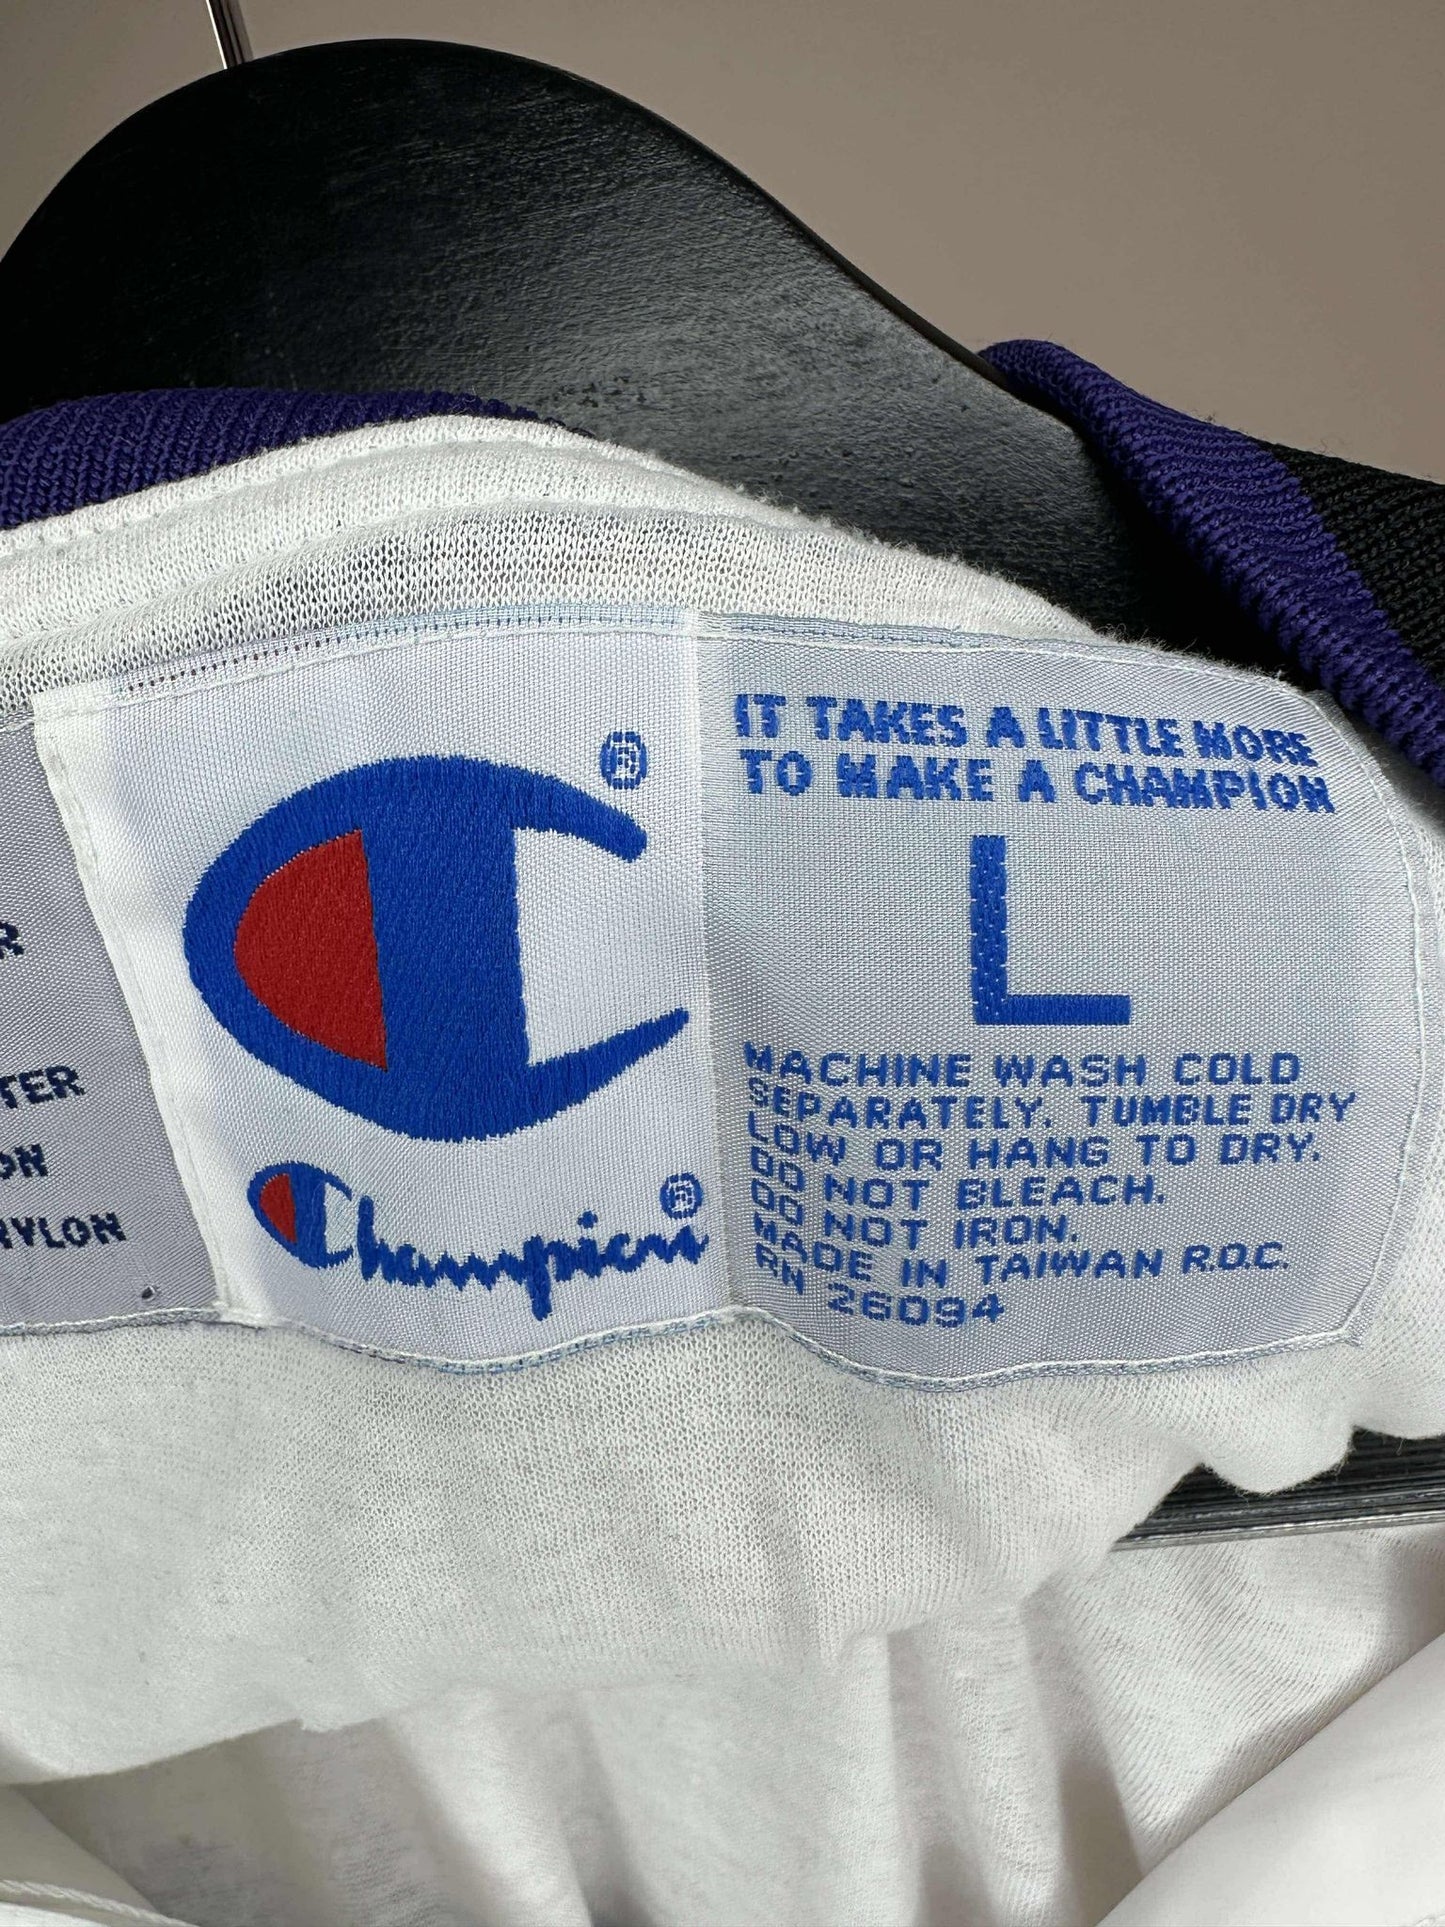 NYLON
®
Champion®
IT TAKES A LITTLE MORE
TO MAKE A CHAMPION
L
MACHINE WASH COLD
SEPARATELY. TUMBLE DRY
LOW OR HANG TO DRY.
DO NOT BLEACH.
DO NOT IRON.
MADE IN TAIWAN R.O.C.
RN 26094